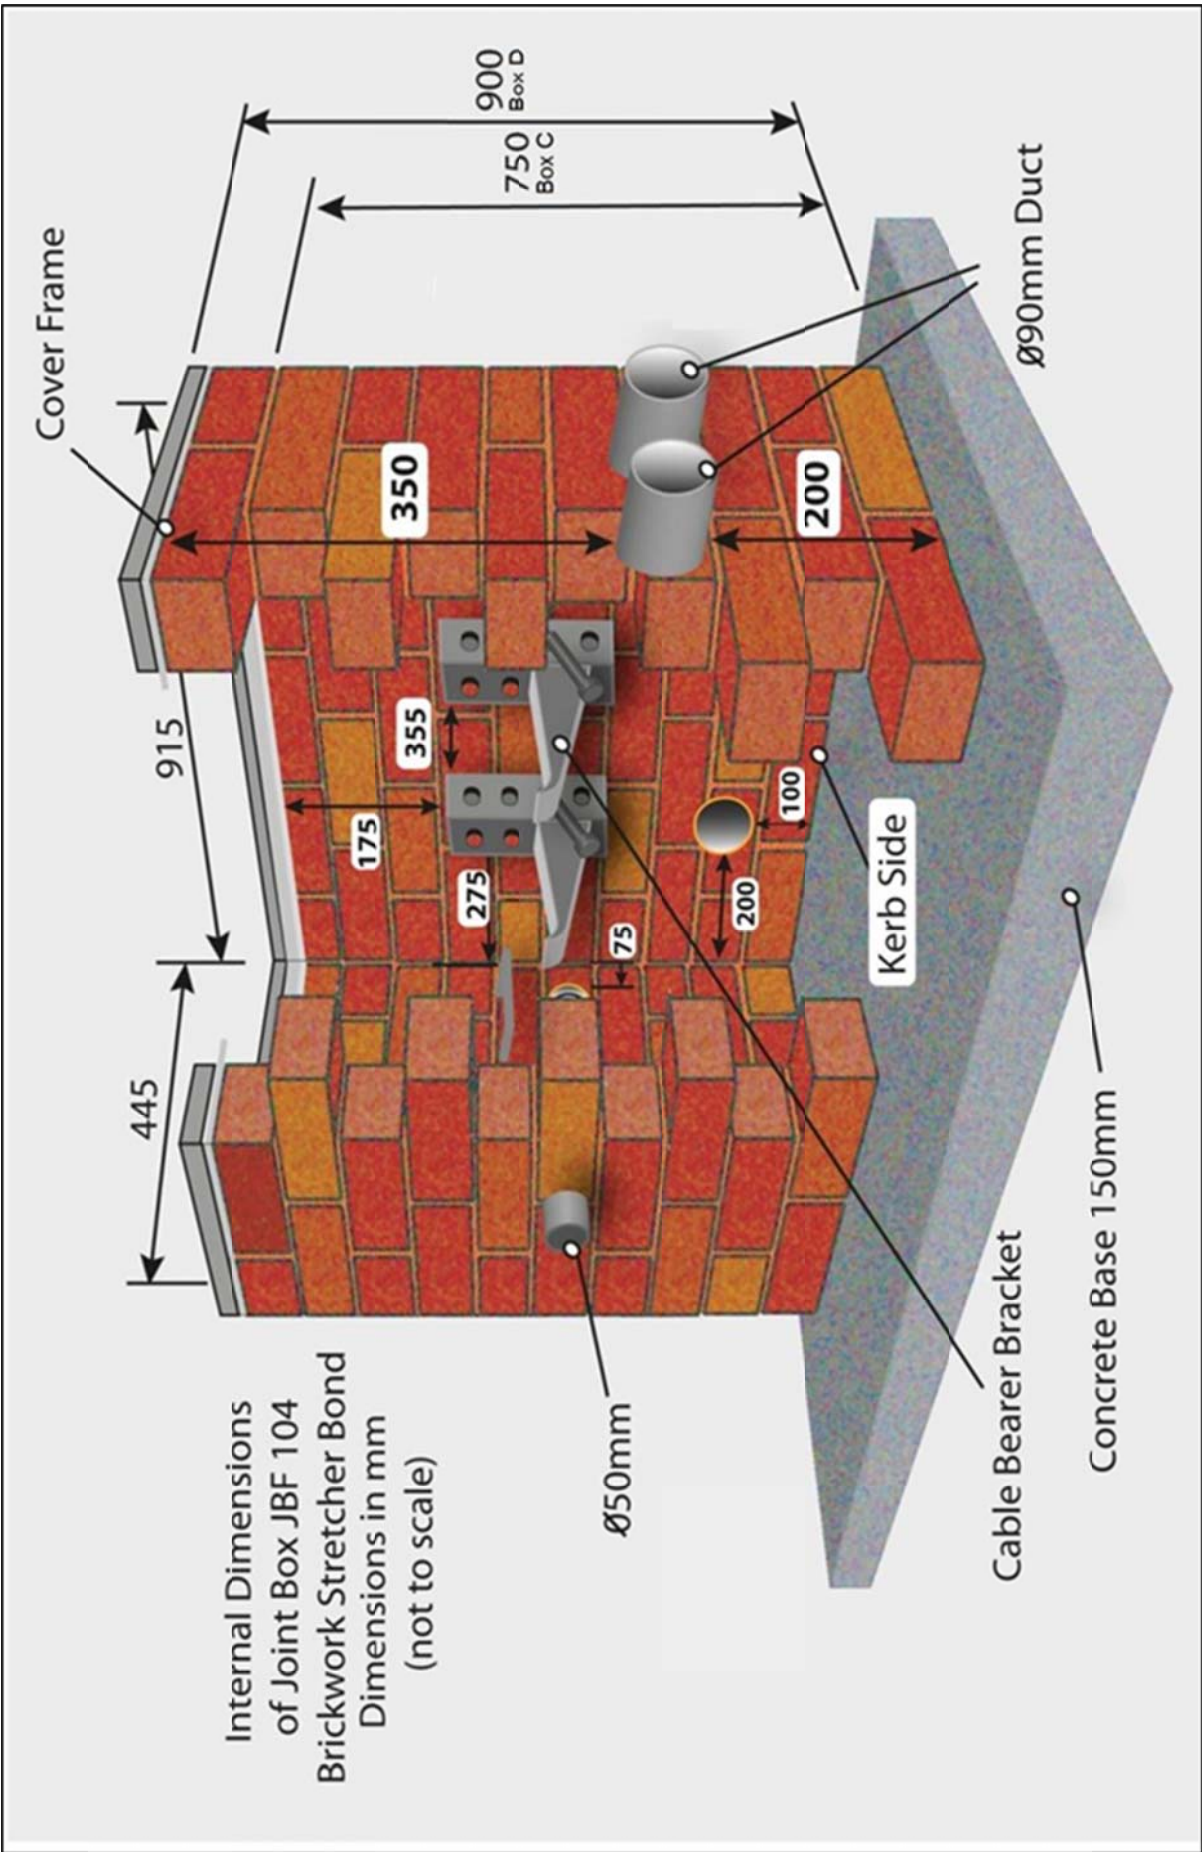 Internal Dimensions
of Joint Box JBF 104
Brickwork Stretcher Bond
Dimensions in mm
(not to scale)
445
915
Cover Frame
900
Box D
750
Box C
175
355
350
275
75
200
100
200
Ø50mm
Kerb Side
Ø90mm Duct
Cable Bearer Bracket
Concrete Base 150mm